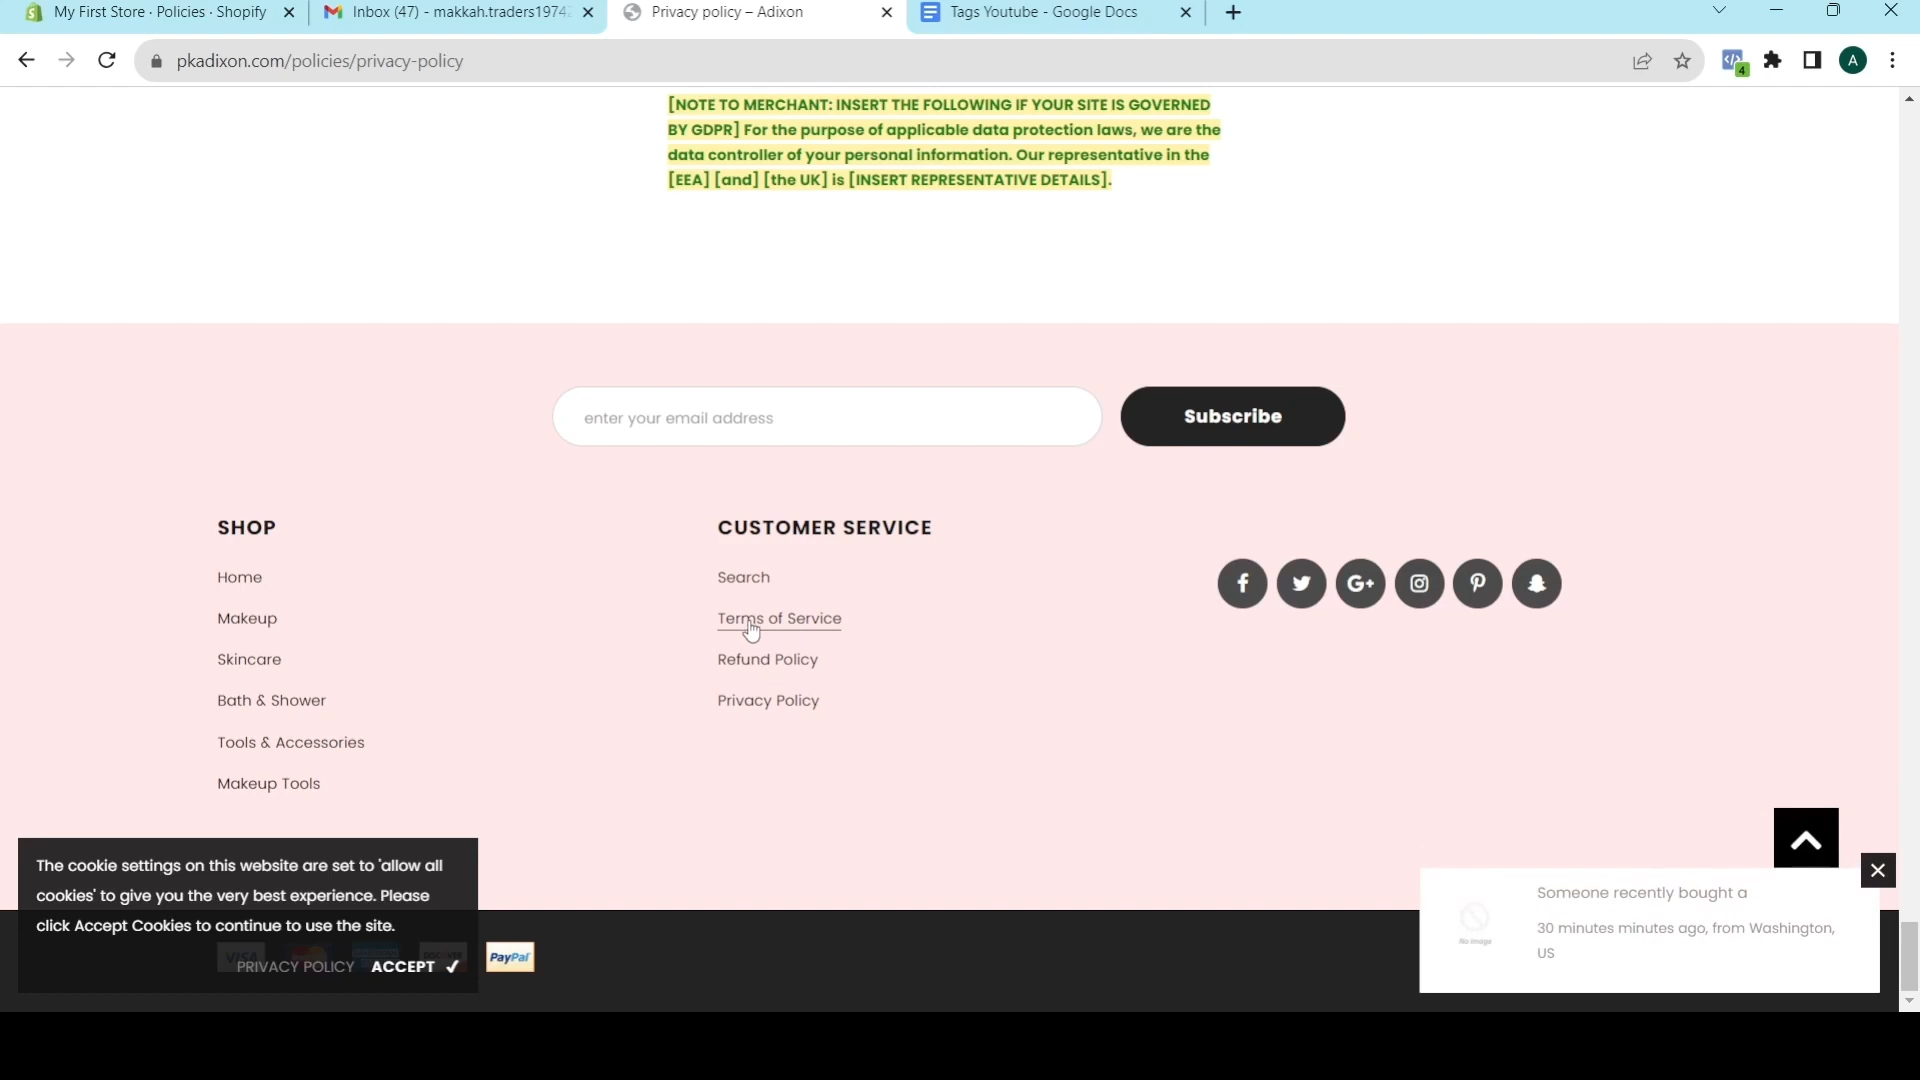 My First Store · Policies · Shopify
Inbox (47) - makkah.traders1974
Privacy policy – Adixon
Tags Youtube - Google Docs
pkadixon.com/policies/privacy-policy
4
A
[NOTE TO MERCHANT: INSERT THE FOLLOWING IF YOUR SITE IS GOVERNED
BY GDPR] For the purpose of applicable data protection laws, we are the
data controller of your personal information. Our representative in the
[EEA] [and] [the UK] is [INSERT REPRESENTATIVE DETAILS].
enter your email address
Subscribe
SHOP
Home
Makeup
Skincare
Bath & Shower
Tools & Accessories
Makeup Tools
CUSTOMER SERVICE
Search
Terms of Service
Refund Policy
Privacy Policy
The cookie settings on this website are set to 'allow all
cookies' to give you the very best experience. Please
click Accept Cookies to continue to use the site.
PRIVACY POLICY ACCEPT ✓
VISA
PayPal
No image
Someone recently bought a
30 minutes minutes ago, from Washington,
US